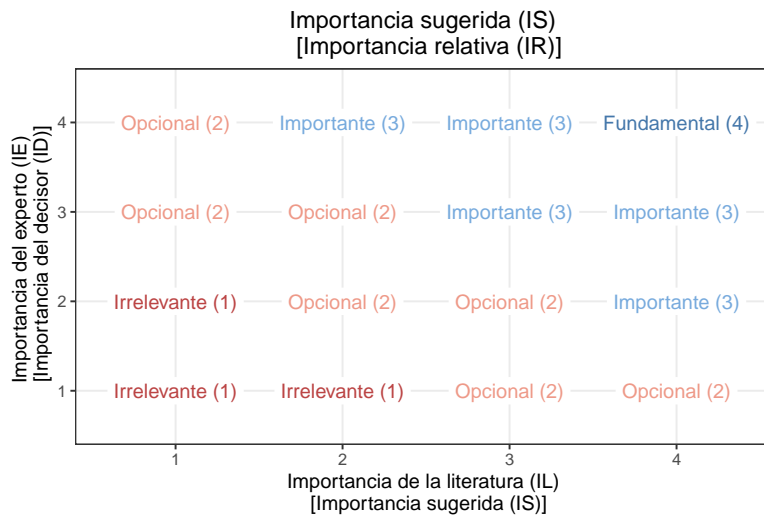 Importancia sugerida (IS)
[Importancia relativa (IR)]
Importancia del experto (IE)
[Importancia del decisor (ID)]
4 Opcional (2) Importante (3) Importante (3) Fundamental (4)
3 Opcional (2) Opcional (2) Importante (3) Importante (3)
2 Irrelevante (1) Opcional (2) Opcional (2) Importante (3)
1 Irrelevante (1) Irrelevante (1) Opcional (2) Opcional (2)
1 2 3 4
Importancia de la literatura (IL)
[Importancia sugerida (IS)]